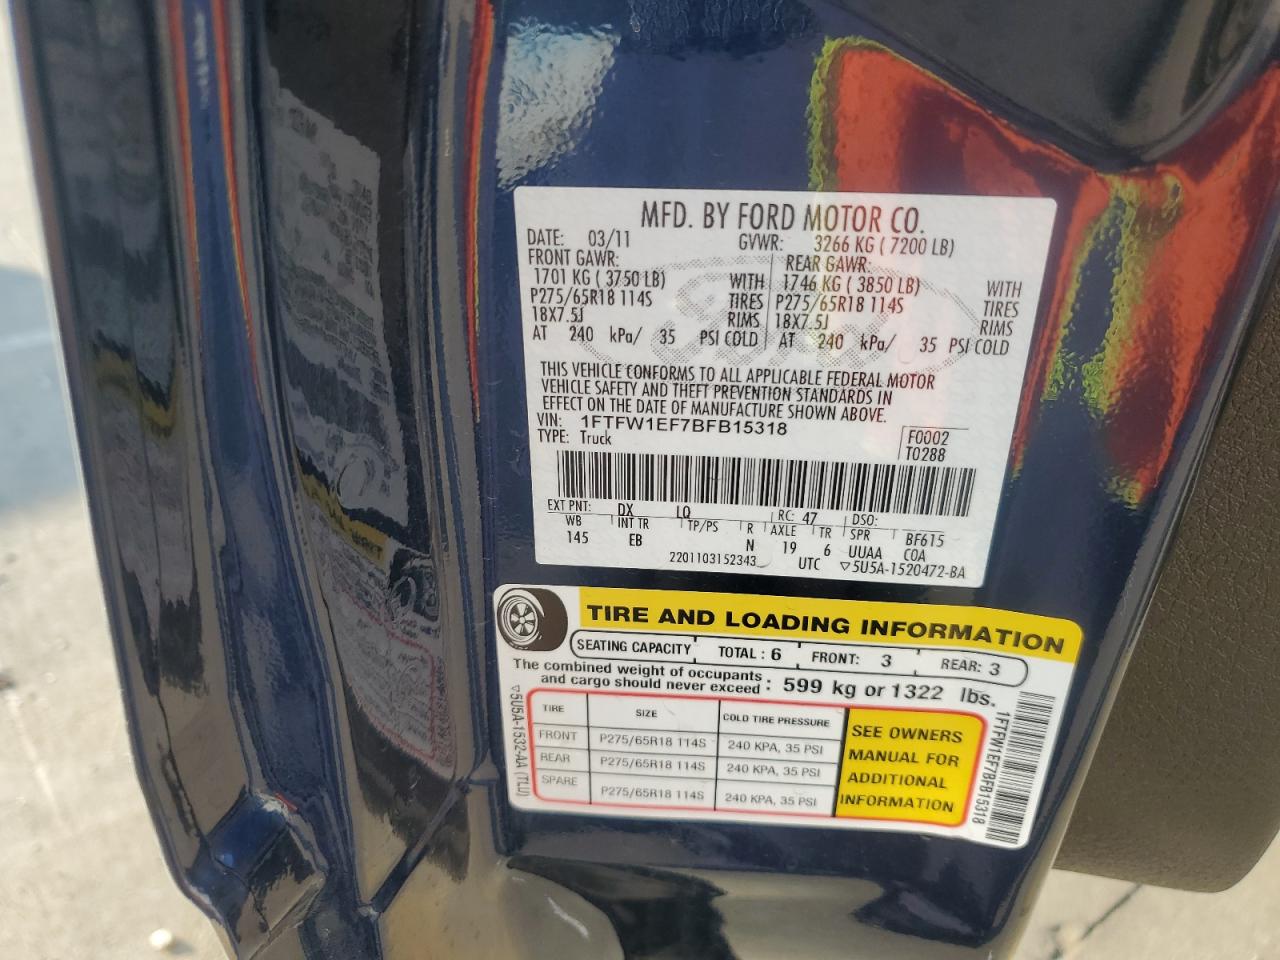 MFD. BY FORD MOTOR CO.
DATE: 03/11 GVWR: 3266 KG ( 7200 LB)
FRONT GAWR: REAR GAWR:
1701 KG ( 3750 LB) WITH 1746 KG ( 3850 LB) WITH
P275/65R18 114S TIRES P275/65R18 114S TIRES
18X7.5J RIMS 18X7.5J RIMS
AT 240 kPa/ 35 PSI COLD AT 240 kPa/ 35 PSI COLD
THIS VEHICLE CONFORMS TO ALL APPLICABLE FEDERAL MOTOR
VEHICLE SAFETY AND THEFT PREVENTION STANDARDS IN
EFFECT ON THE DATE OF MANUFACTURE SHOWN ABOVE.
VIN: 1FTFW1EF7BFB15318 F0002
TYPE: Truck T0288
EXT PNT: DX LQ RC: 47 DSO:
WB INT TR TP/PS R AXLE TR SPR BF615
145 EB N 19 6 UUAA COA
2201103152343 UTC ▽5U5A-1520472-BA
TIRE AND LOADING INFORMATION
SEATING CAPACITY TOTAL : 6 FRONT: 3 REAR: 3
The combined weight of occupants
and cargo should never exceed : 599 kg or 1322 lbs.
TIRE SIZE COLD TIRE PRESSURE
FRONT P275/65R18 114S 240 KPA, 35 PSI
REAR P275/65R18 114S 240 KPA, 35 PSI
SPARE P275/65R18 114S 240 KPA, 35 PSI
SEE OWNERS
MANUAL FOR
ADDITIONAL
INFORMATION
▽5U5A-1532-AA (TLU)
1FTFW1EF7BFB15318